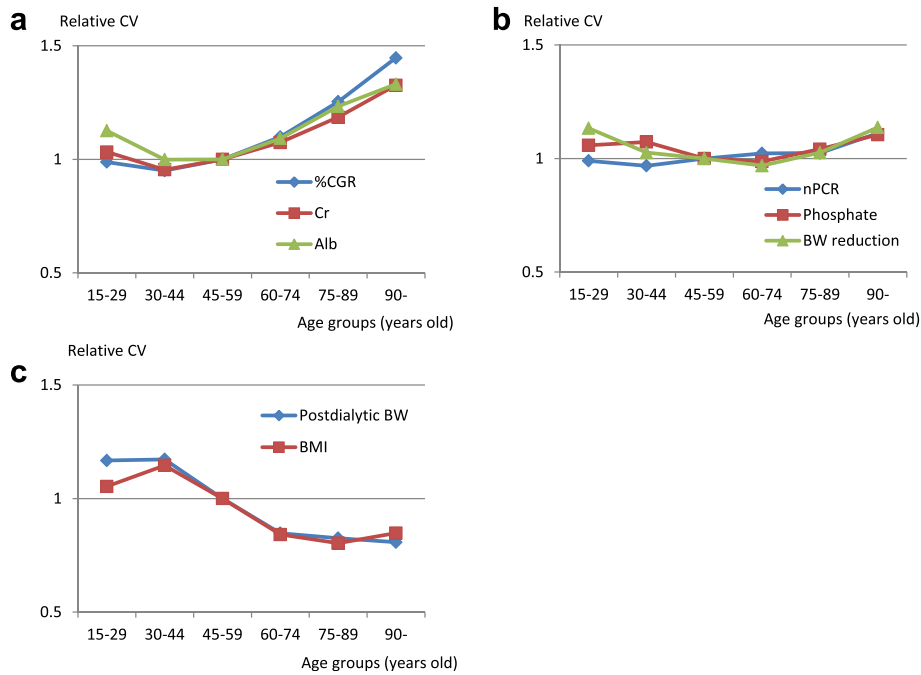 a
Relative CV
1.5
1
0.5
%CGR
Cr
Alb
15-29 30-44 45-59 60-74 75-89 90-
Age groups (years old)
b
Relative CV
1.5
1
0.5
nPCR
Phosphate
BW reduction
15-29 30-44 45-59 60-74 75-89 90-
Age groups (years old)
c
Relative CV
1.5
1
0.5
Postdialytic BW
BMI
15-29 30-44 45-59 60-74 75-89 90-
Age groups (years old)